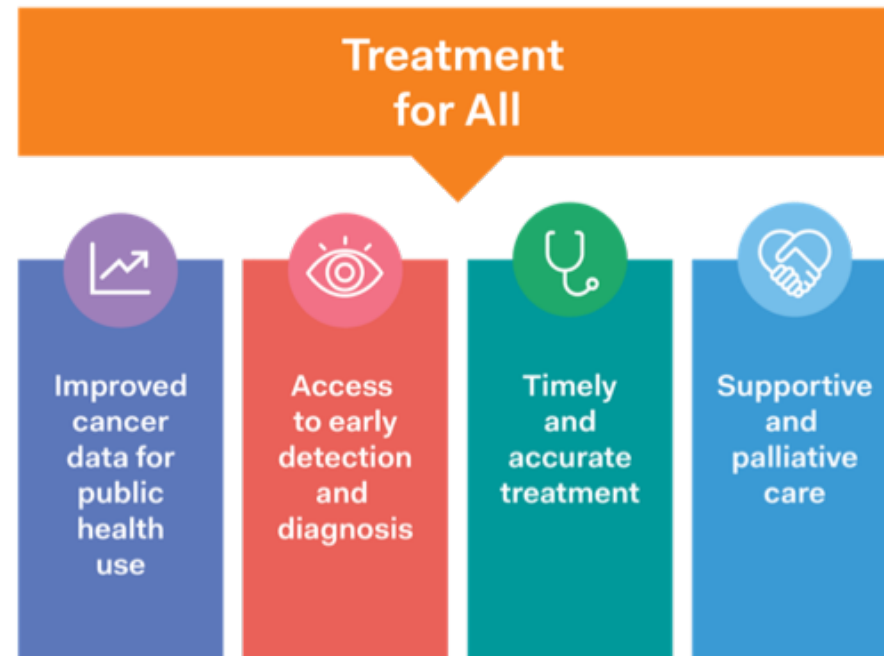 Treatment
for All
Improved
cancer
data for
public
health
use
Access
to early
detection
and
diagnosis
Timely
and
accurate
treatment
Supportive
and
palliative
care